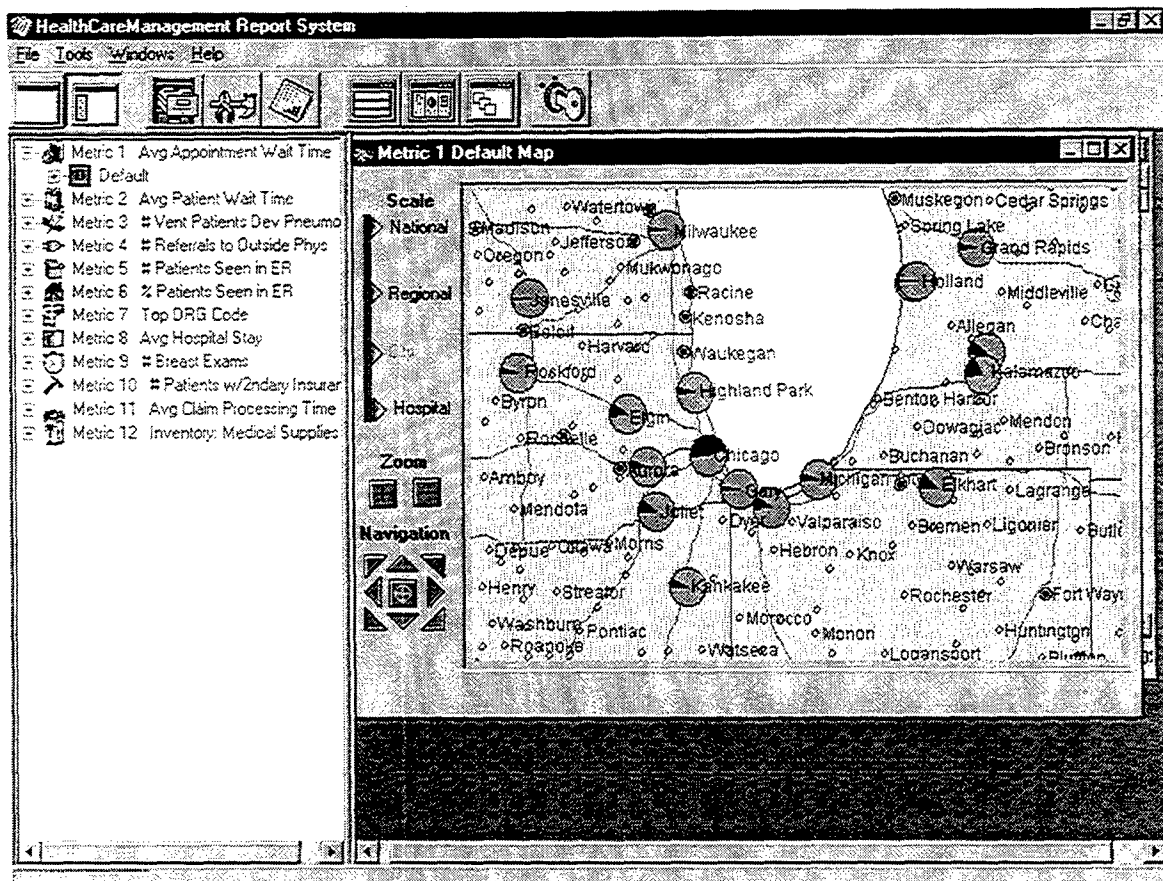 HealthCareManagement Report System
File Tools Windows Help
Metric 1 Avg Appointment Wait Time
Default
Metric 2 Avg Patient Wait Time
Metric 3 # Vent Patients Dev Pneumo
Metric 4 # Referrals to Outside Phys
Metric 5 # Patients Seen in ER
Metric 6 % Patients Seen in ER
Metric 7 Top DRG Code
Metric 8 Avg Hospital Stay
Metric 9 # Breast Exams
Metric 10 # Patients w/2ndary Insurar
Metric 11 Avg Claim Processing Time
Metric 12 Inventory: Medical Supplies
Metric 1 Default Map
Scale
National
Regional
City
Hospital
Zoom
Navigation
Watertown
Milwaukee
Muskegon
Cedar Springs
Madison
Jefferson
Spring Lake
Grand Rapids
Oregon
Mukwonago
Holland
Janesville
Racine
Middleville
Kenosha
Beloit
Allegan
Cha
Harvard
Waukegan
Rockford
Kalamazoo
Highland Park
Byron
Benton Harbor
Elgin
Dowagiac
Mendon
Rochelle
Bronson
Chicago
Buchanan
Aurora
Amboy
Gary
Michigan
Elkhart
Lagrange
Mendota
Joliet
Dyer
Valparaiso
Bremen
Ligonier
Butle
Depue
Ottawa
Morris
Hebron
Knox
Warsaw
Henry
Streator
Kankakee
Rochester
Fort Wayn
Washburn
Pontiac
Morocco
Monon
Huntington
Roanoke
Watseka
Logansport
Bluffton